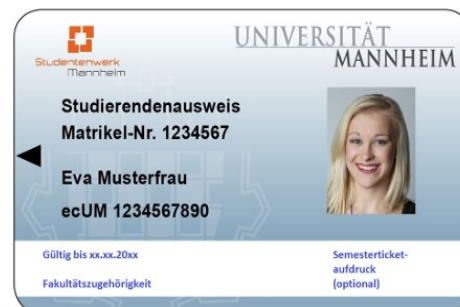 Studentenwerk
Mannheim
UNIVERSITÄT
MANNHEIM
Studierendenausweis
Matrikel-Nr. 1234567
Eva Musterfrau
ecUM 1234567890
Gültig bis xx.xx.20xx
Fakultätszugehörigkeit
Semesterticket-
aufdruck
(optional)